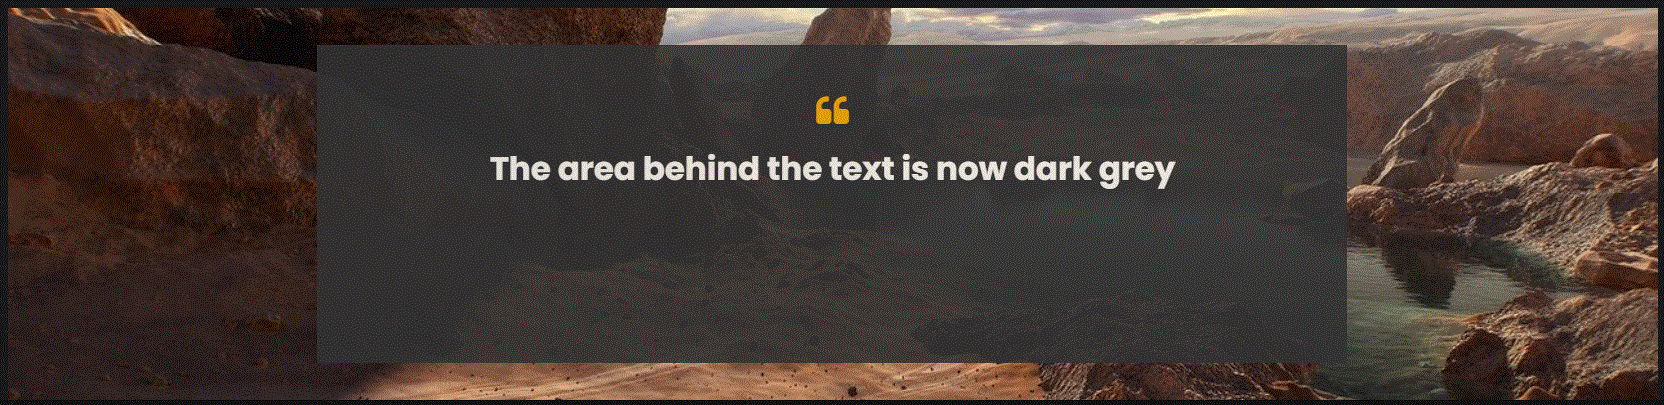 ❝
The area behind the text is now dark grey